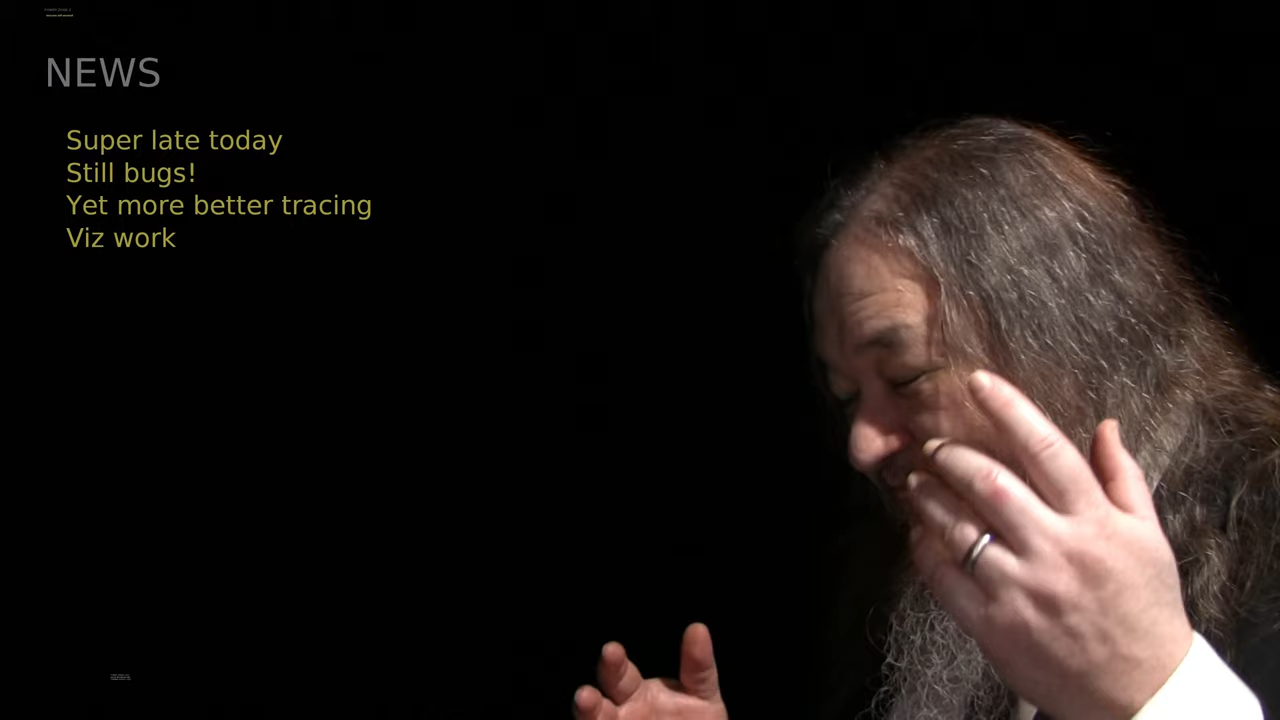 NEWS
Super late today
Still bugs!
Yet more better tracing
Viz work